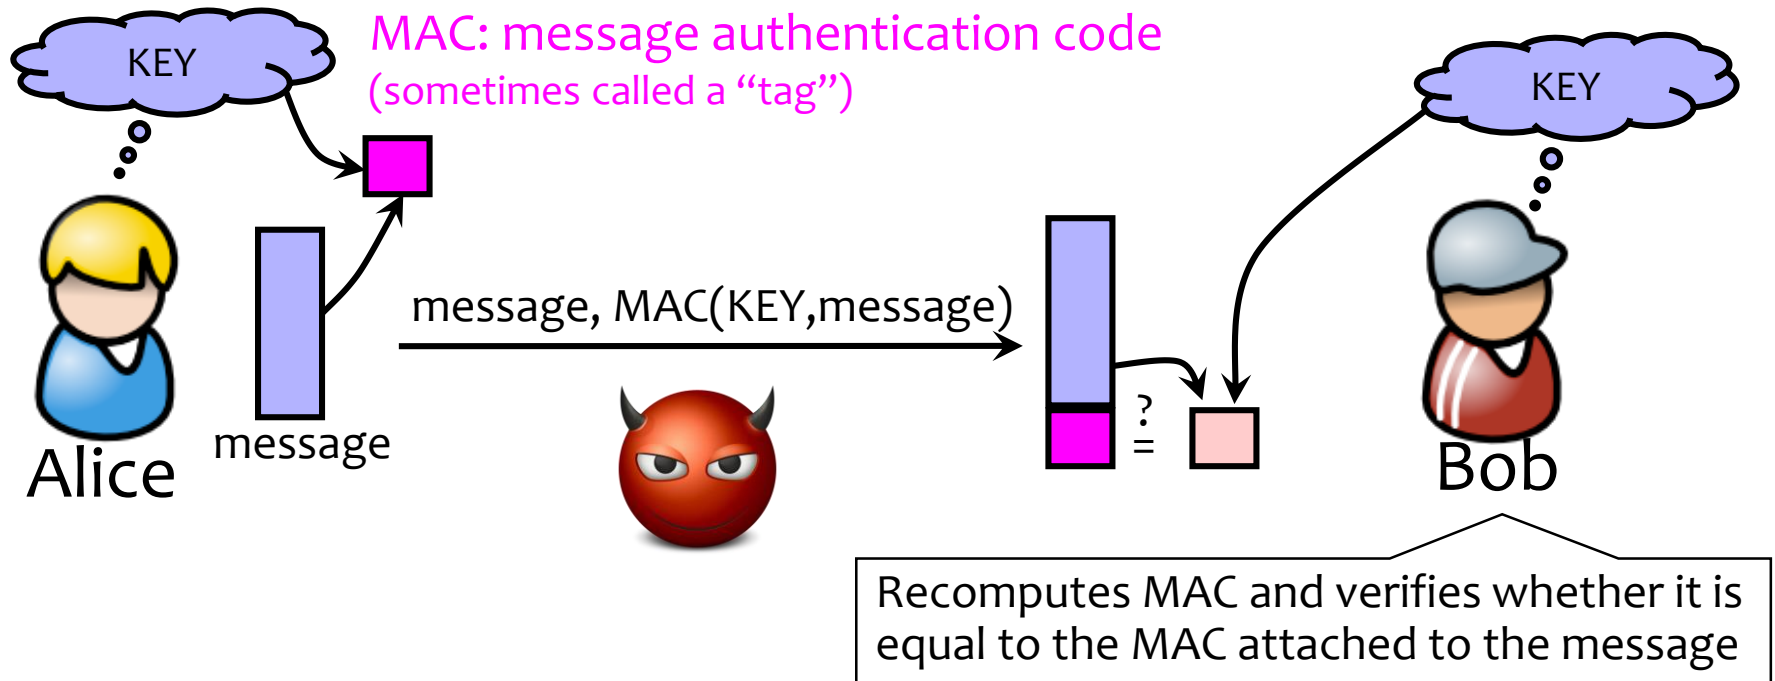 KEY
MAC: message authentication code
(sometimes called a “tag”)
KEY
message, MAC(KEY,message)
?
=
message
Alice
Bob
Recomputes MAC and verifies whether it is
equal to the MAC attached to the message